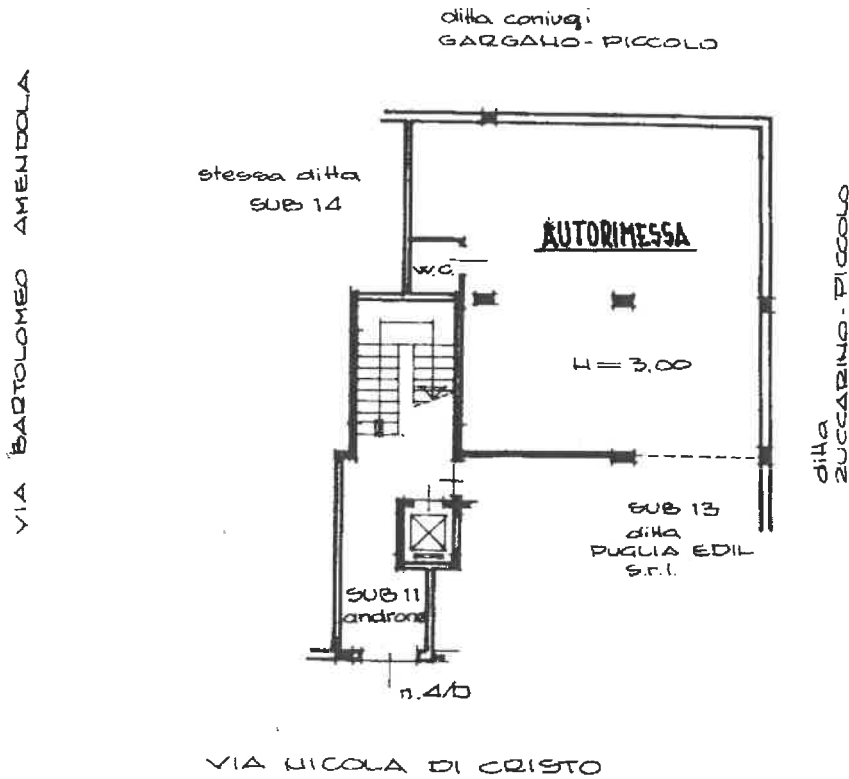 ditta coniugi
GARGANO-PICCOLO
VIA BARTOLOMEO AMENDOLA
stessa ditta
SUB 14
AUTORIMESSA
w.c.
H = 3.00
ditta
ZUCCARINO-PICCOLO
SUB 13
ditta
PUGLIA EDIL
s.r.l.
SUB 11
androne
n.4/D
VIA NICOLA DI CRISTO